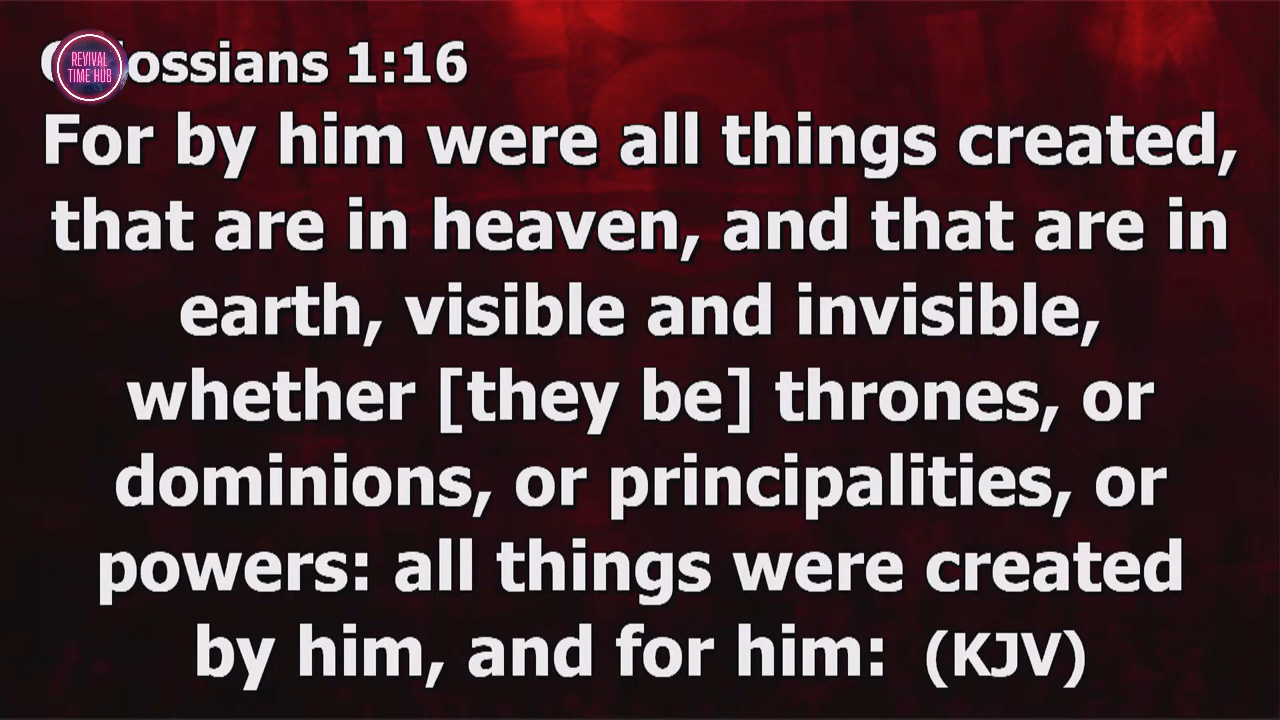 REVIVAL
TIME HUB
Colossians 1:16
For by him were all things created,
that are in heaven, and that are in
earth, visible and invisible,
whether [they be] thrones, or
dominions, or principalities, or
powers: all things were created
by him, and for him: (KJV)